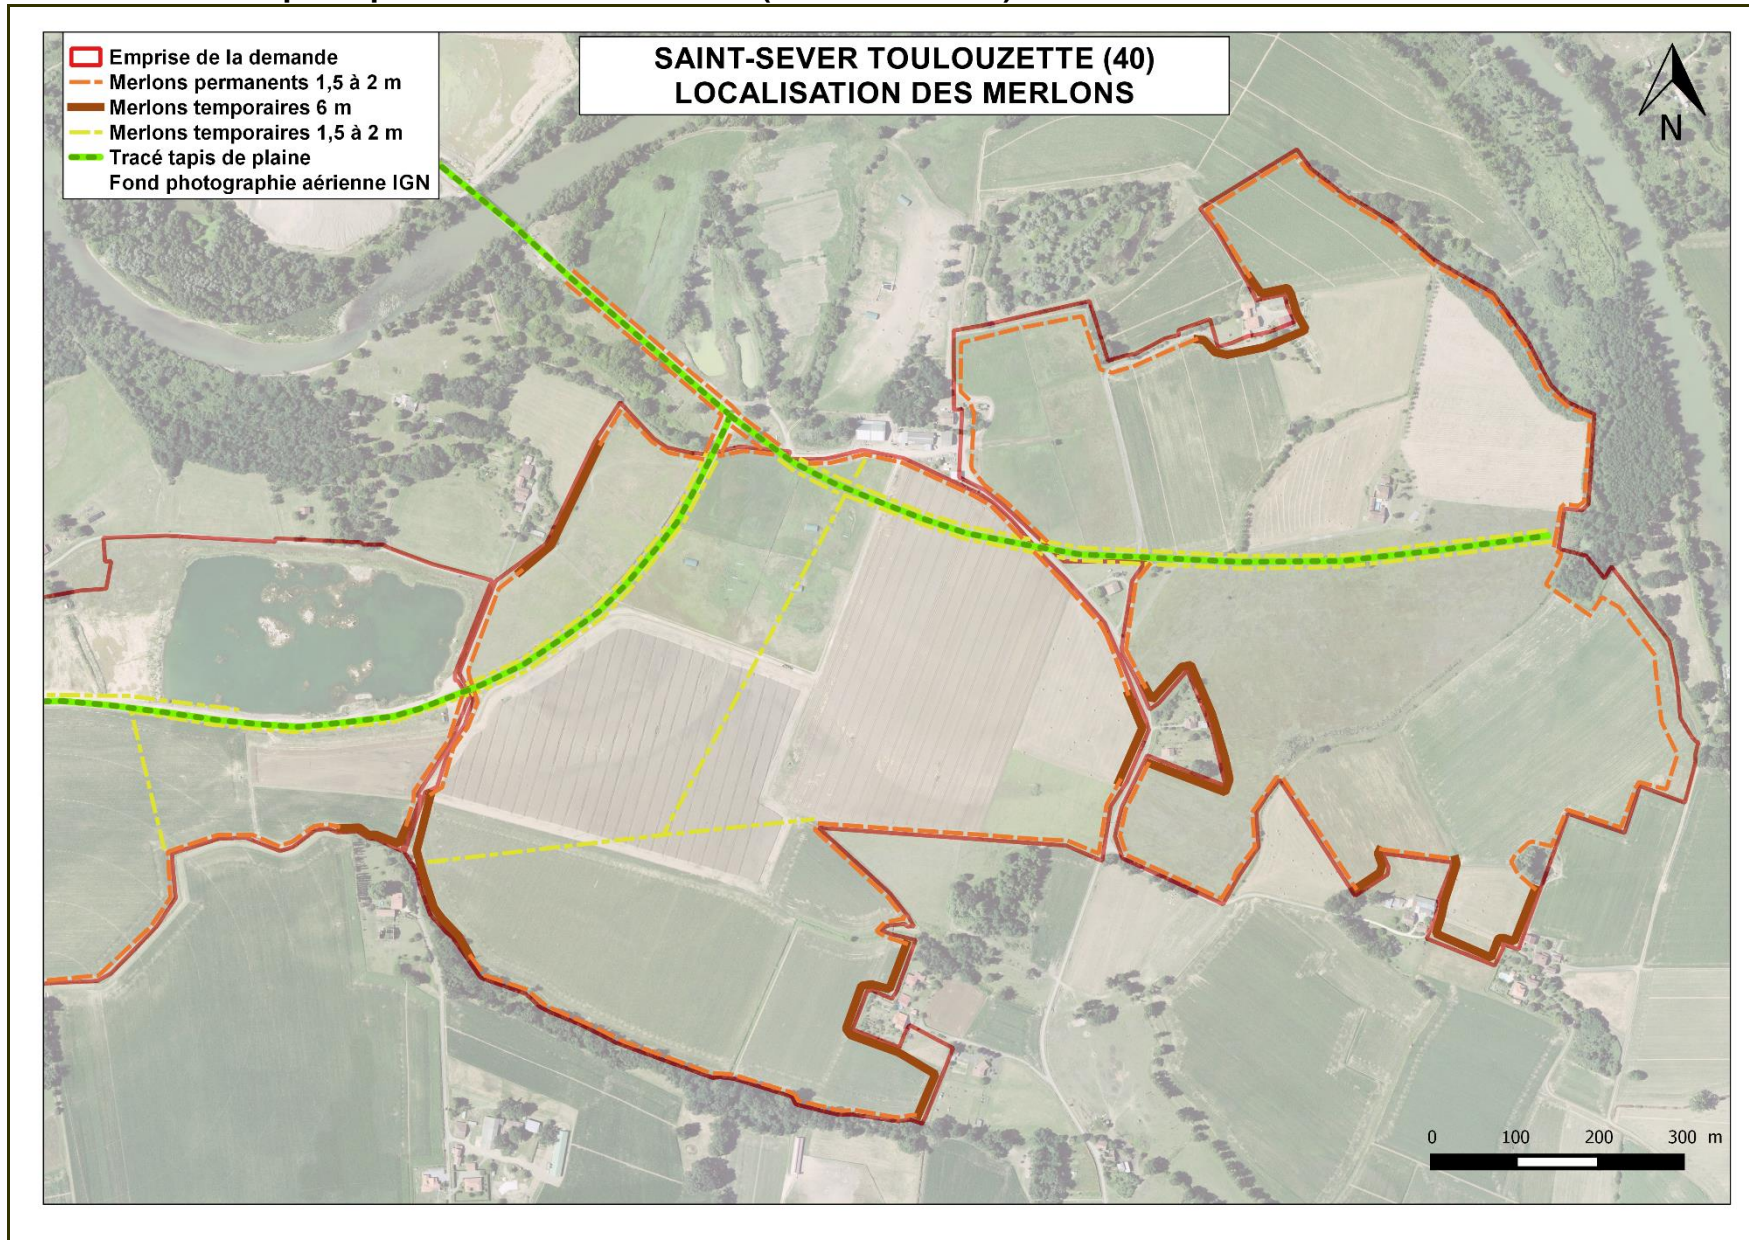 Emprise de la demande
Merlons permanents 1,5 à 2 m
Merlons temporaires 6 m
Merlons temporaires 1,5 à 2 m
Tracé tapis de plaine
Fond photographie aérienne IGN
SAINT-SEVER TOULOUZETTE (40)
LOCALISATION DES MERLONS
N
0 100 200 300 m